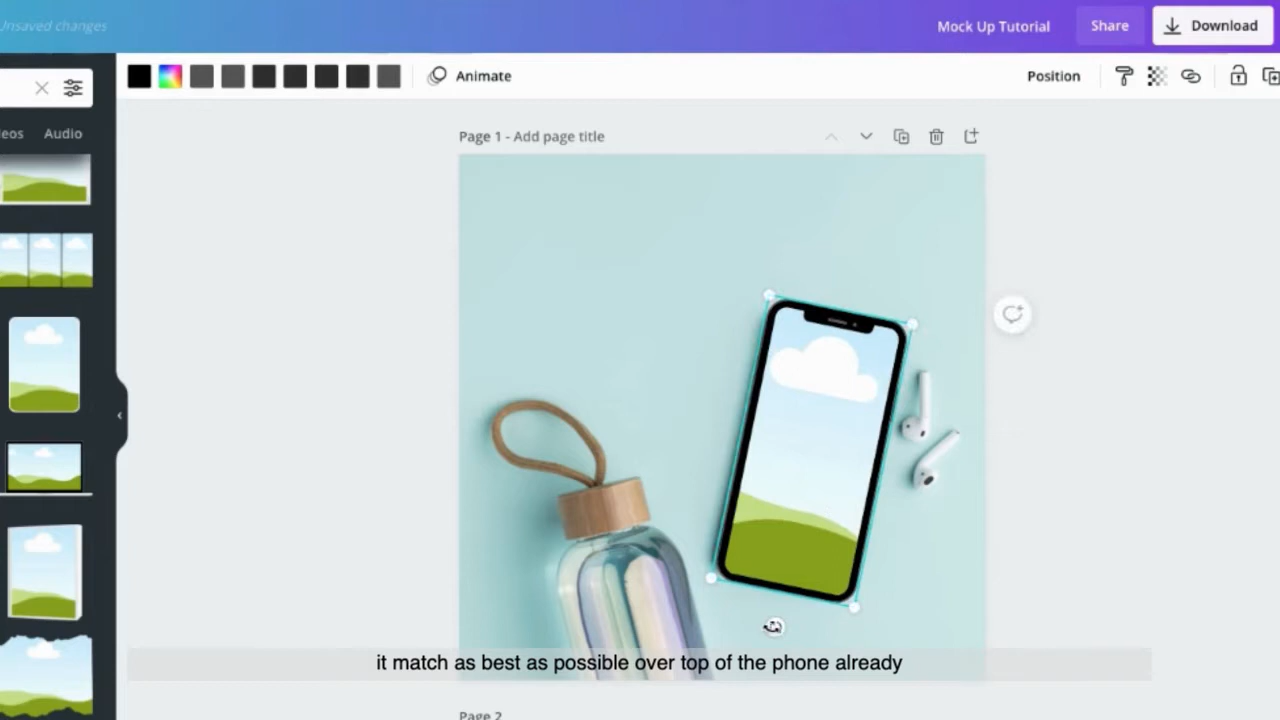 Unsaved changes
Mock Up Tutorial
Share
Download
Animate
Position
eos
Audio
Page 1 - Add page title
it match as best as possible over top of the phone already
Page 2